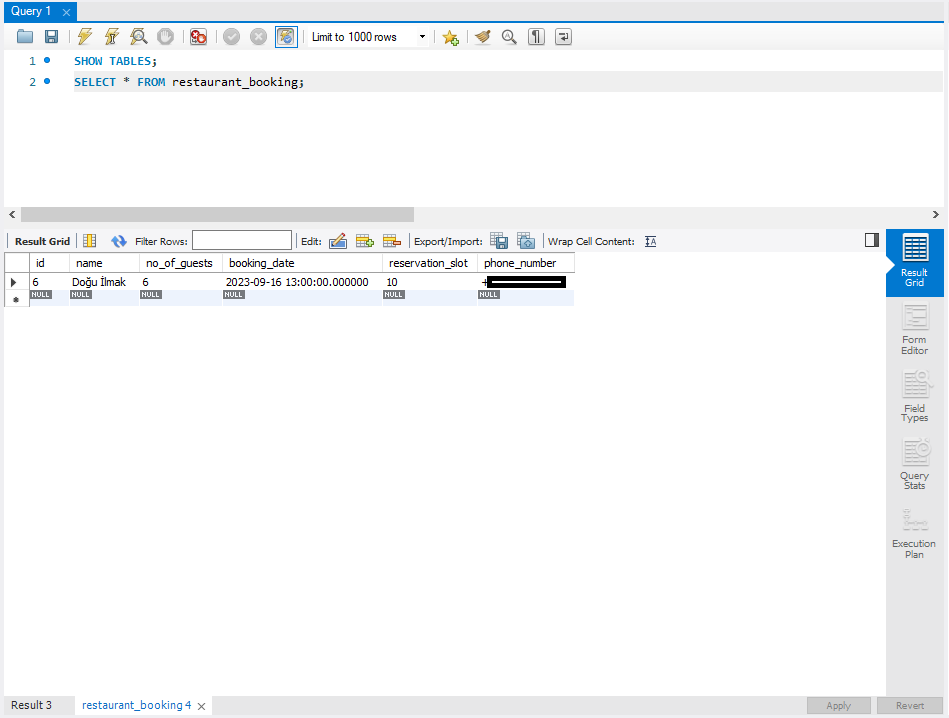 Query 1
Limit to 1000 rows
1 SHOW TABLES;
2 SELECT * FROM restaurant_booking;
Result Grid Filter Rows: Edit: Export/Import: Wrap Cell Content:
id name no_of_guests booking_date reservation_slot phone_number
6 Doğu İlmak 6 2023-09-16 13:00:00.000000 10 +
NULL NULL NULL NULL NULL NULL
Result
Grid
Form
Editor
Field
Types
Query
Stats
Execution
Plan
Result 3 restaurant_booking 4 Apply Revert